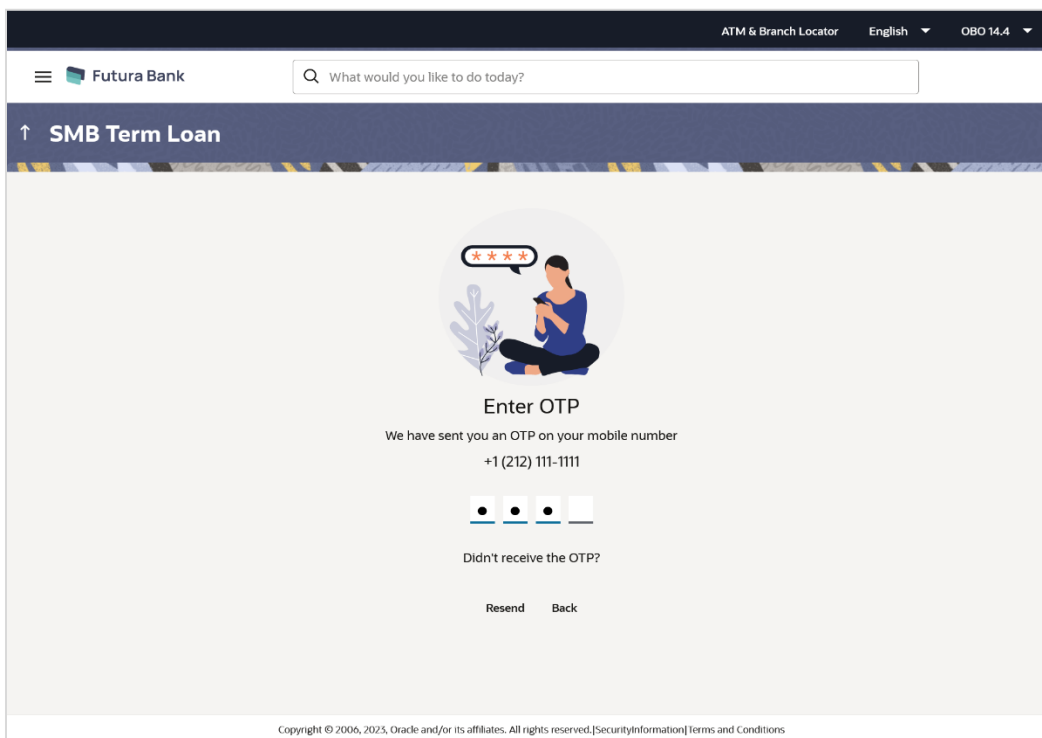 ATM & Branch Locator English OBO 14.4
Futura Bank What would you like to do today?
↑ SMB Term Loan
****
Enter OTP
We have sent you an OTP on your mobile number
+1 (212) 111-1111
Didn't receive the OTP?
Resend Back
Copyright © 2006, 2023, Oracle and/or its affiliates. All rights reserved.|SecurityInformation|Terms and Conditions